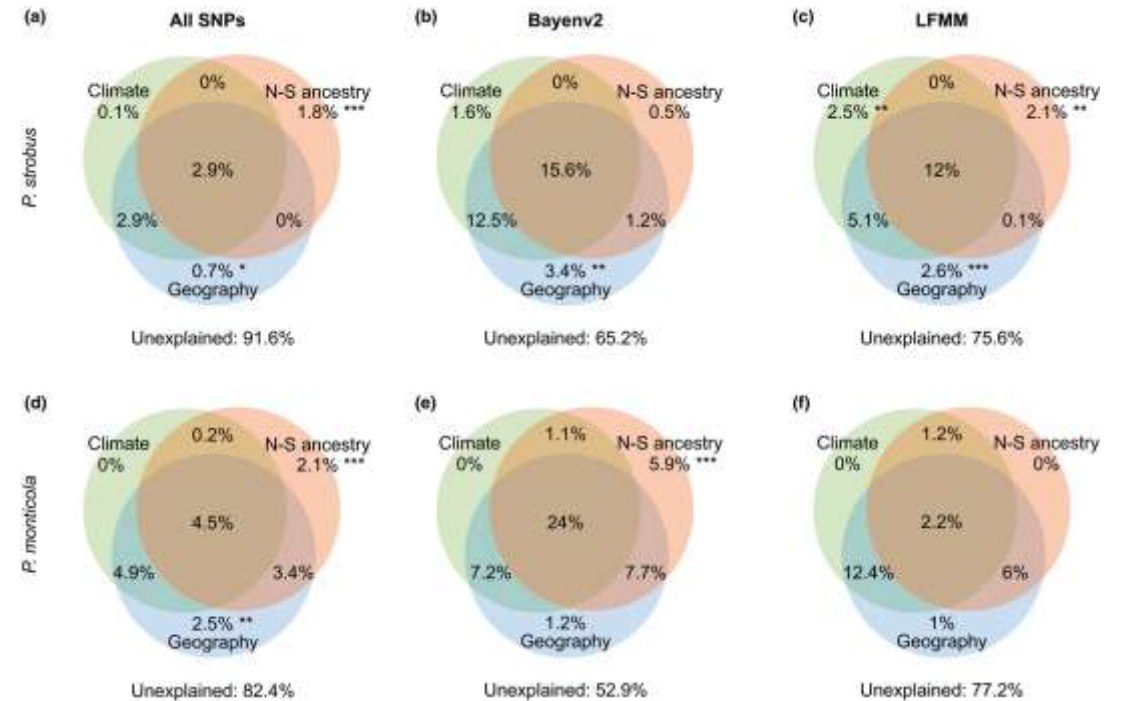 (a) All SNPs (b) Bayenv2 (c) LFMM
P. strobus
0% 0% 0%
Climate N-S ancestry Climate N-S ancestry Climate N-S ancestry
0.1% 1.8% *** 1.6% 0.5% 2.5% ** 2.1% **
2.9% 15.6% 12%
2.9% 0% 12.5% 1.2% 5.1% 0.1%
0.7% * 3.4% ** 2.6% ***
Geography Geography Geography
Unexplained: 91.6% Unexplained: 65.2% Unexplained: 75.6%
(d) (e) (f)
P. monticola
0.2% 1.1% 1.2%
Climate N-S ancestry Climate N-S ancestry Climate N-S ancestry
0% 2.1% *** 0% 5.9% *** 0% 0%
4.5% 24% 2.2%
4.9% 3.4% 7.2% 7.7% 12.4% 6%
2.5% ** 1.2% 1%
Geography Geography Geography
Unexplained: 82.4% Unexplained: 52.9% Unexplained: 77.2%